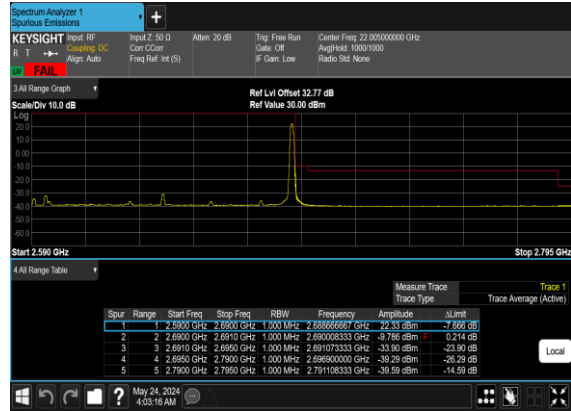 Spectrum Analyzer 1
Spurious Emissions
+
KEYSIGHT Input: RF Input Z: 50 Ω Atten: 20 dB Trig: Free Run Center Freq: 22.005000000 GHz
R T Coupling: DC Corr CCorr Gate: Off Avg|Hold: 1000/1000
Align: Auto Freq Ref: Int (S) IF Gain: Low Radio Std: None
LW FAIL
3 All Range Graph Ref Lvl Offset 32.77 dB
Scale/Div 10.0 dB Ref Value 30.00 dBm
Log
20.0
10.0
0.00
-10.0
-20.0
-30.0
-40.0
-50.0
-60.0
Start 2.590 GHz Stop 2.795 GHz
4 All Range Table
Measure Trace Trace 1
Trace Type Trace Average (Active)
Spur Range Start Freq Stop Freq RBW Frequency Amplitude ΔLimit
1 1 2.5900 GHz 2.6900 GHz 1.000 MHz 2.688666667 GHz 22.33 dBm -7.666 dB
2 2 2.6900 GHz 2.6910 GHz 1.000 MHz 2.690008333 GHz -9.786 dBm F 0.214 dB
3 3 2.6910 GHz 2.6950 GHz 1.000 MHz 2.691073333 GHz -33.90 dBm -23.90 dB
4 4 2.6950 GHz 2.7900 GHz 1.000 MHz 2.696900000 GHz -39.29 dBm -26.29 dB
5 5 2.7900 GHz 2.7950 GHz 1.000 MHz 2.791108333 GHz -39.59 dBm -14.59 dB
Local
? May 24, 2024
4:03:16 AM